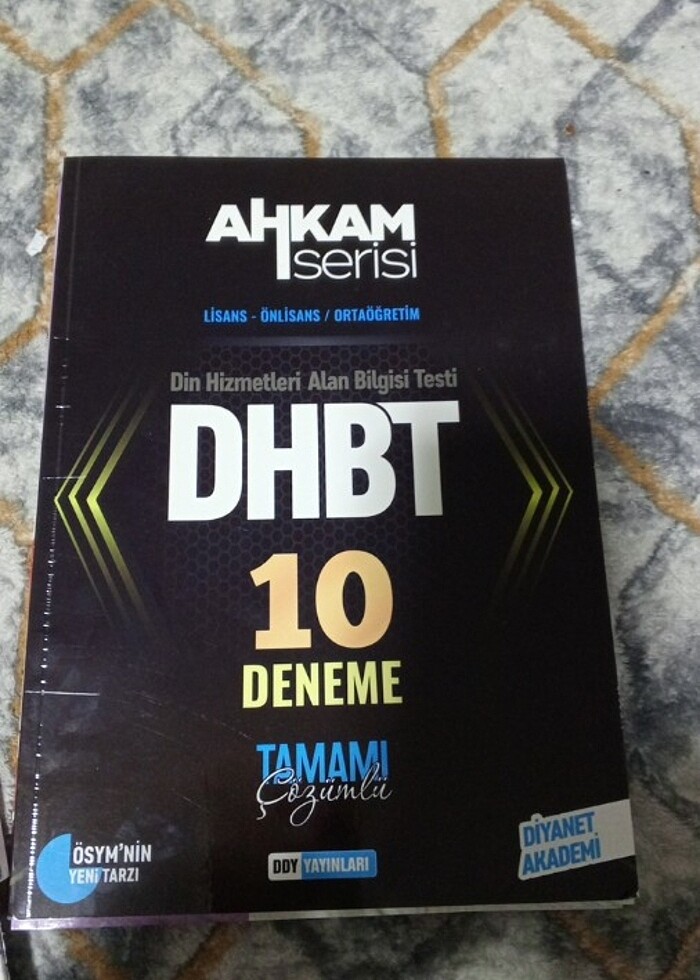 AHKAM
serisi
LİSANS - ÖNLİSANS / ORTAÖĞRETİM
Din Hizmetleri Alan Bilgisi Testi
DHBT
10
DENEME
TAMAMI
Çözümlü
ÖSYM'NİN
YENİ TARZI
DDY YAYINLARI
DİYANET
AKADEMİ